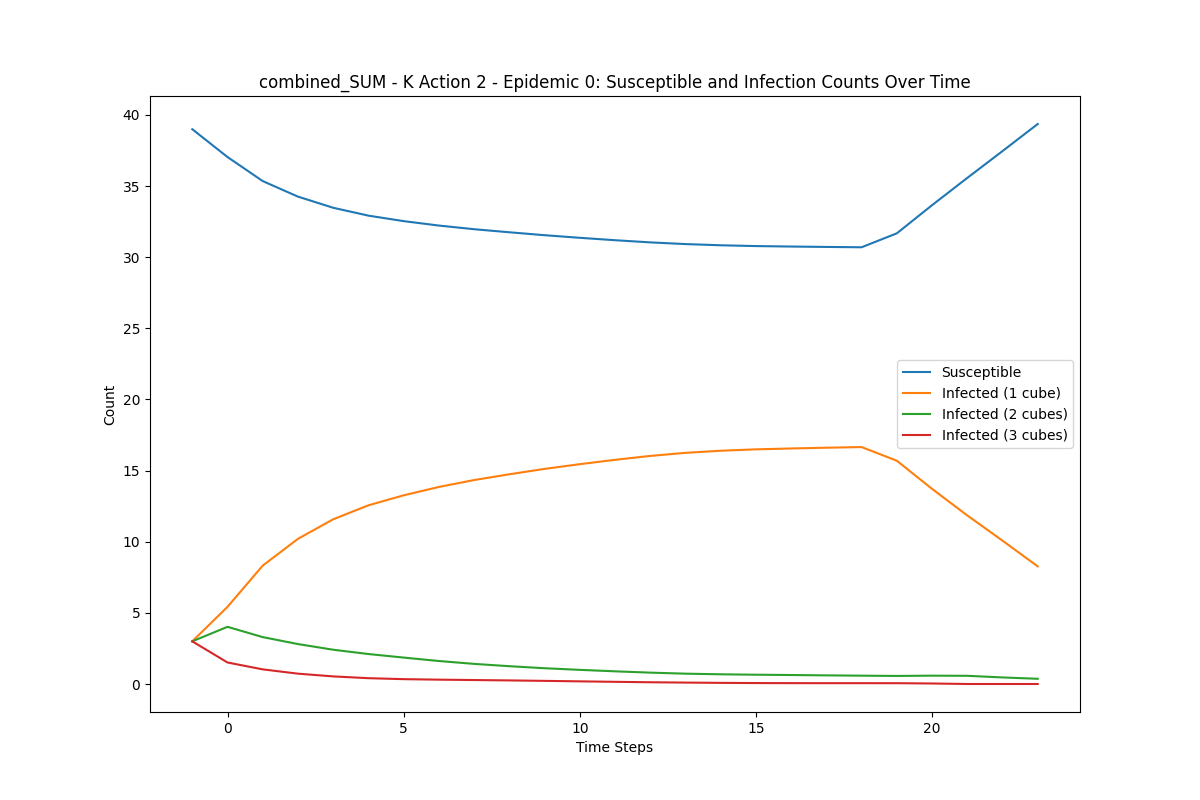 combined_SUM - K Action 2 - Epidemic 0: Susceptible and Infection Counts Over Time
40
35
30
25
20
15
10
5
0
Count
Susceptible
Infected (1 cube)
Infected (2 cubes)
Infected (3 cubes)
0
5
10
15
20
Time Steps